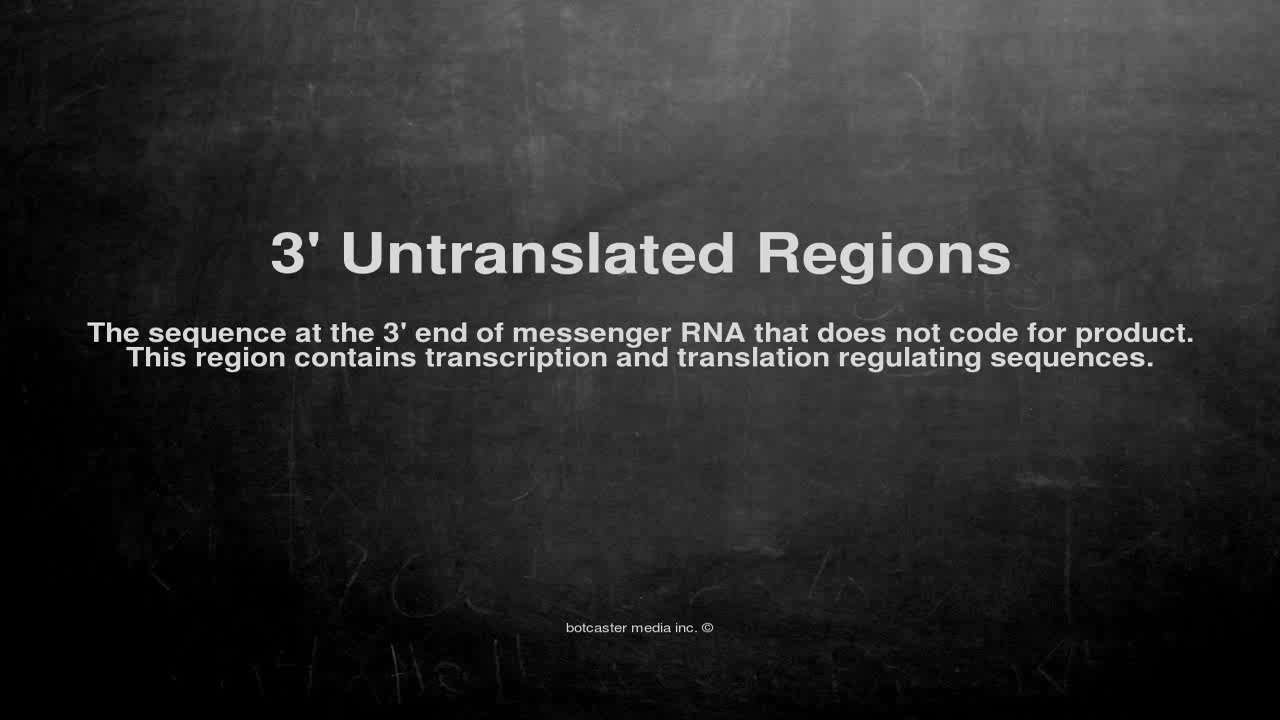 3' Untranslated Regions
The sequence at the 3' end of messenger RNA that does not code for product.
This region contains transcription and translation regulating sequences.
botcaster media inc. ©